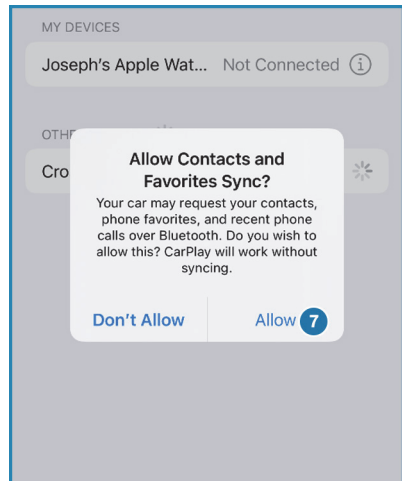 MY DEVICES
Joseph's Apple Wat... Not Connected i
OTHE
Cro
Allow Contacts and
Favorites Sync?
Your car may request your contacts,
phone favorites, and recent phone
calls over Bluetooth. Do you wish to
allow this? CarPlay will work without
syncing.
Don't Allow Allow 7